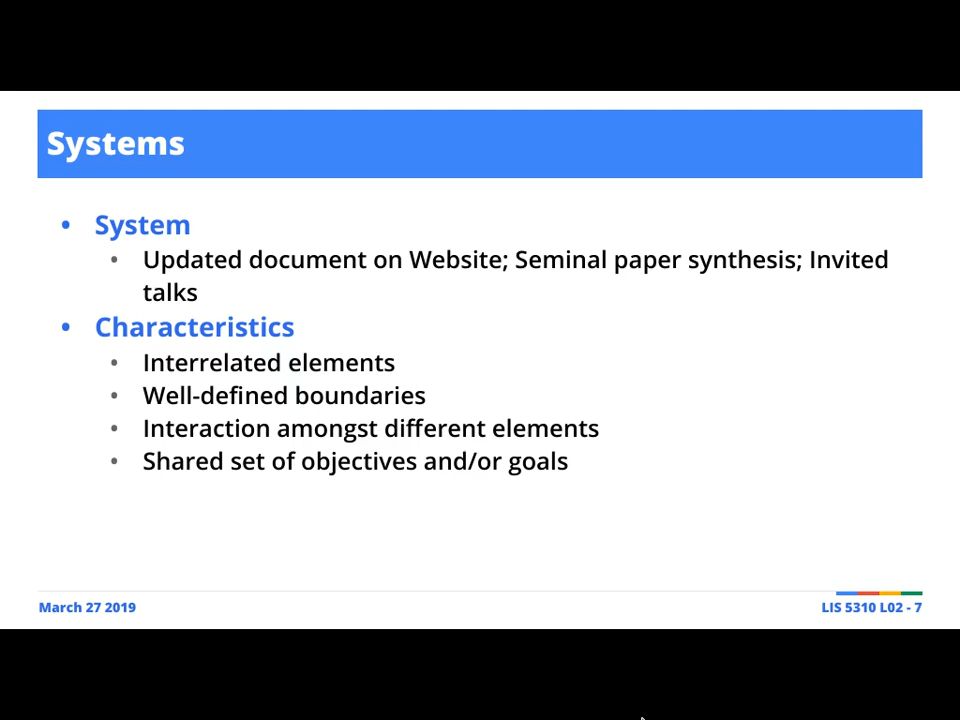 Systems
• System
• Updated document on Website; Seminal paper synthesis; Invited
talks
• Characteristics
• Interrelated elements
• Well-defined boundaries
• Interaction amongst different elements
• Shared set of objectives and/or goals
March 27 2019
LIS 5310 L02 - 7